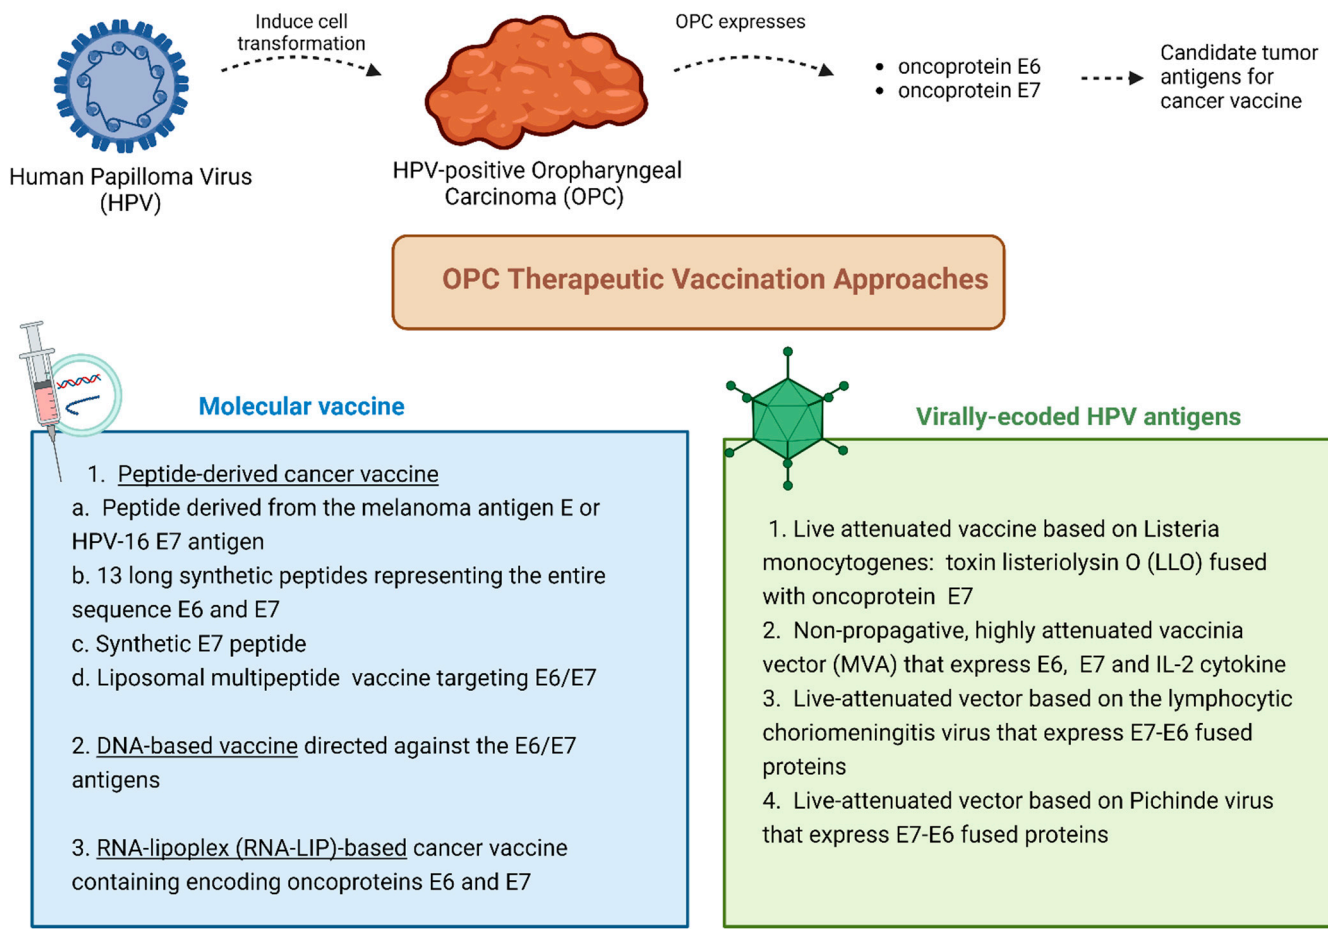 Induce cell
transformation
OPC expresses
• oncoprotein E6
• oncoprotein E7
Candidate tumor
antigens for
cancer vaccine
Human Papilloma Virus
(HPV)
HPV-positive Oropharyngeal
Carcinoma (OPC)
OPC Therapeutic Vaccination Approaches
Molecular vaccine
1. Peptide-derived cancer vaccine
a. Peptide derived from the melanoma antigen E or
HPV-16 E7 antigen
b. 13 long synthetic peptides representing the entire
sequence E6 and E7
c. Synthetic E7 peptide
d. Liposomal multipeptide vaccine targeting E6/E7
2. DNA-based vaccine directed against the E6/E7
antigens
3. RNA-lipoplex (RNA-LIP)-based cancer vaccine
containing encoding oncoproteins E6 and E7
Virally-ecoded HPV antigens
1. Live attenuated vaccine based on Listeria
monocytogenes: toxin listeriolysin O (LLO) fused
with oncoprotein E7
2. Non-propagative, highly attenuated vaccinia
vector (MVA) that express E6, E7 and IL-2 cytokine
3. Live-attenuated vector based on the lymphocytic
choriomeningitis virus that express E7-E6 fused
proteins
4. Live-attenuated vector based on Pichinde virus
that express E7-E6 fused proteins